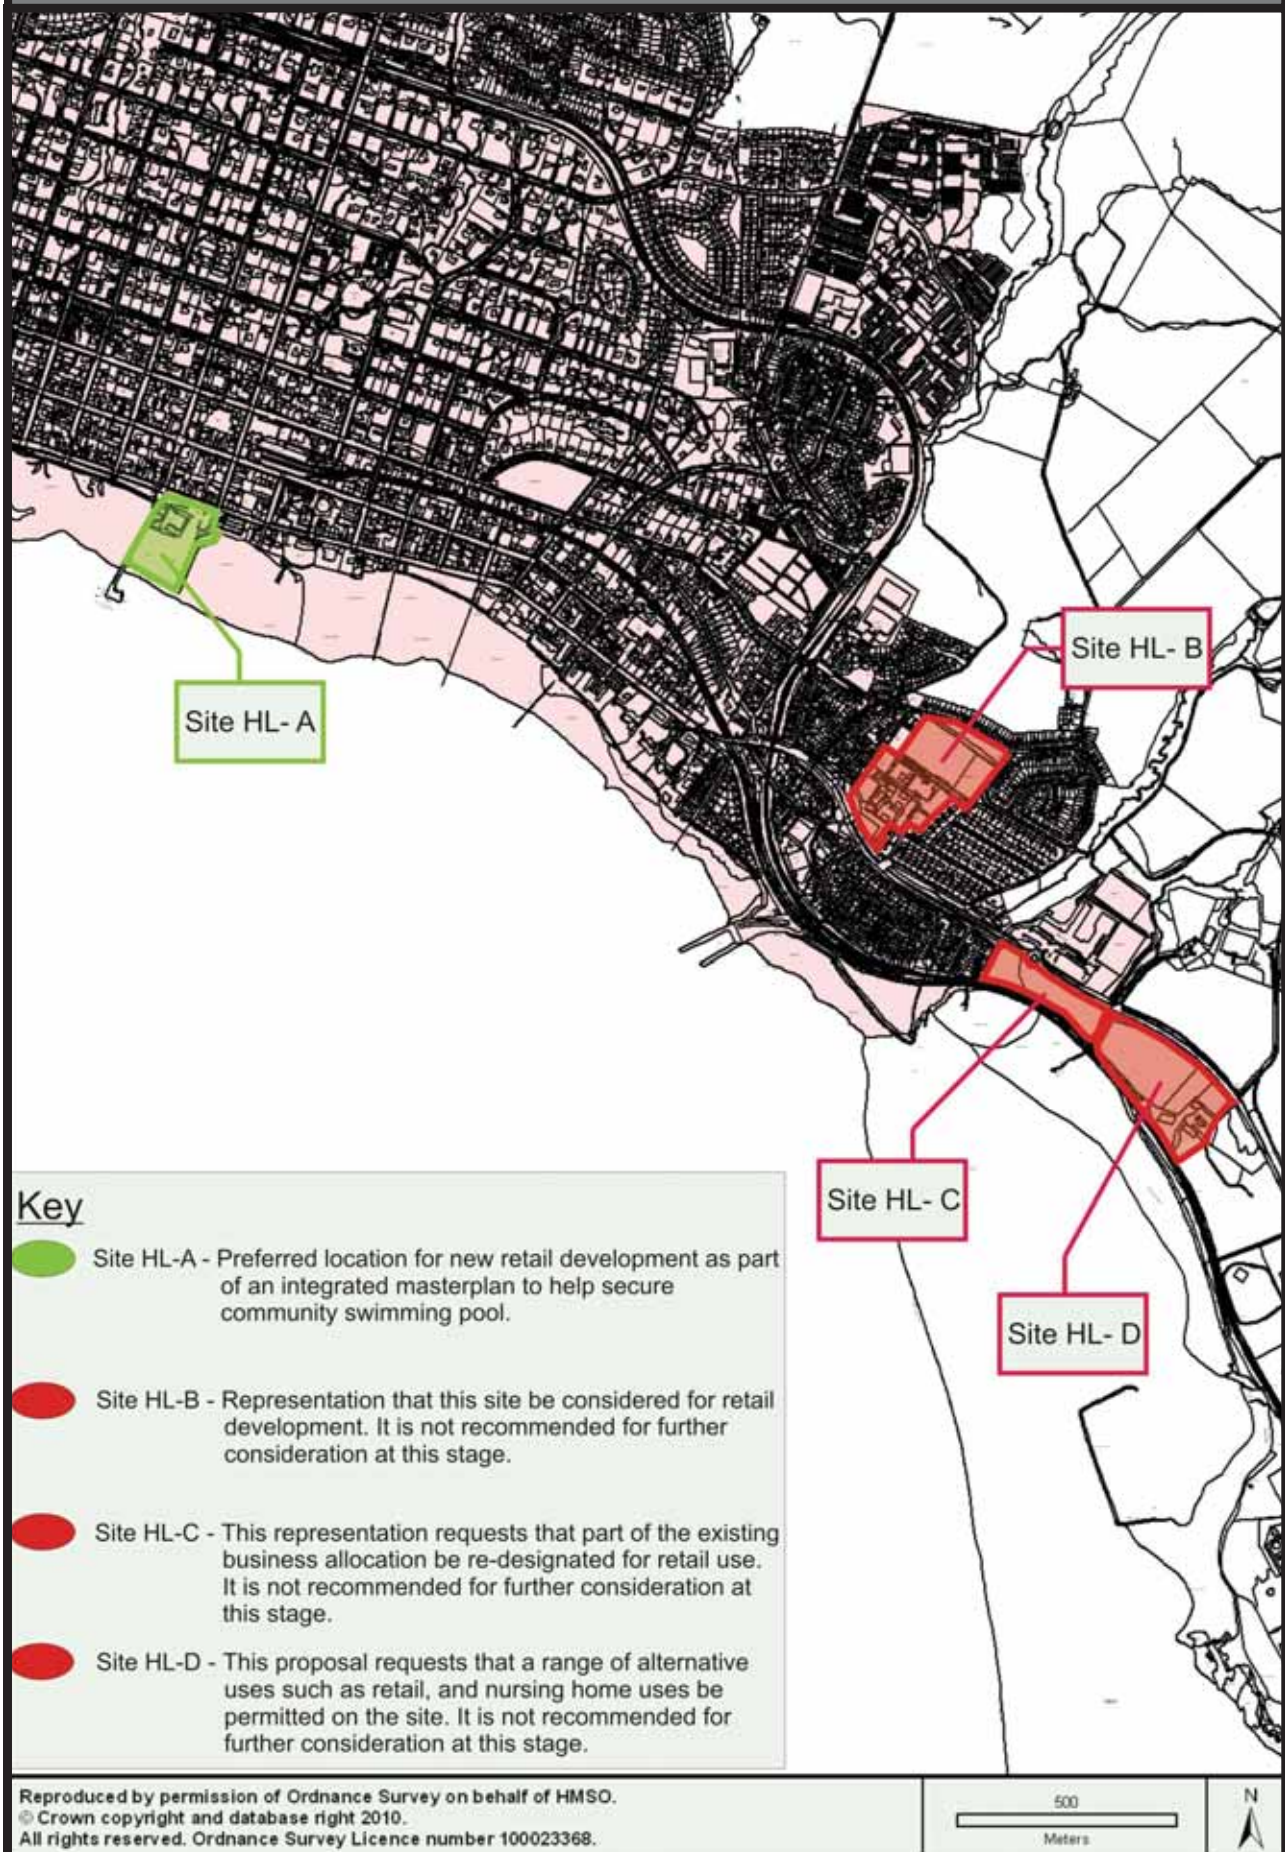 Site HL- B
Site HL- A
Site HL- C
Site HL- D
Key
Site HL-A - Preferred location for new retail development as part
of an integrated masterplan to help secure
community swimming pool.
Site HL-B - Representation that this site be considered for retail
development. It is not recommended for further
consideration at this stage.
Site HL-C - This representation requests that part of the existing
business allocation be re-designated for retail use.
It is not recommended for further consideration at
this stage.
Site HL-D - This proposal requests that a range of alternative
uses such as retail, and nursing home uses be
permitted on the site. It is not recommended for
further consideration at this stage.
Reproduced by permission of Ordnance Survey on behalf of HMSO.
© Crown copyright and database right 2010.
All rights reserved. Ordnance Survey Licence number 100023368.
500
Meters
N